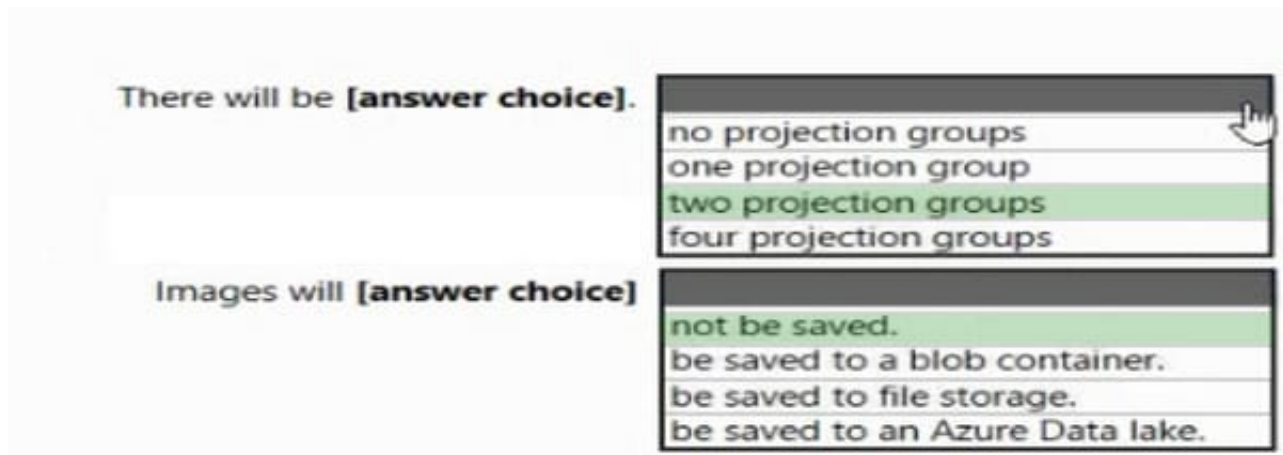 There will be [answer choice].
no projection groups
one projection group
two projection groups
four projection groups
Images will [answer choice]
not be saved.
be saved to a blob container.
be saved to file storage.
be saved to an Azure Data lake.